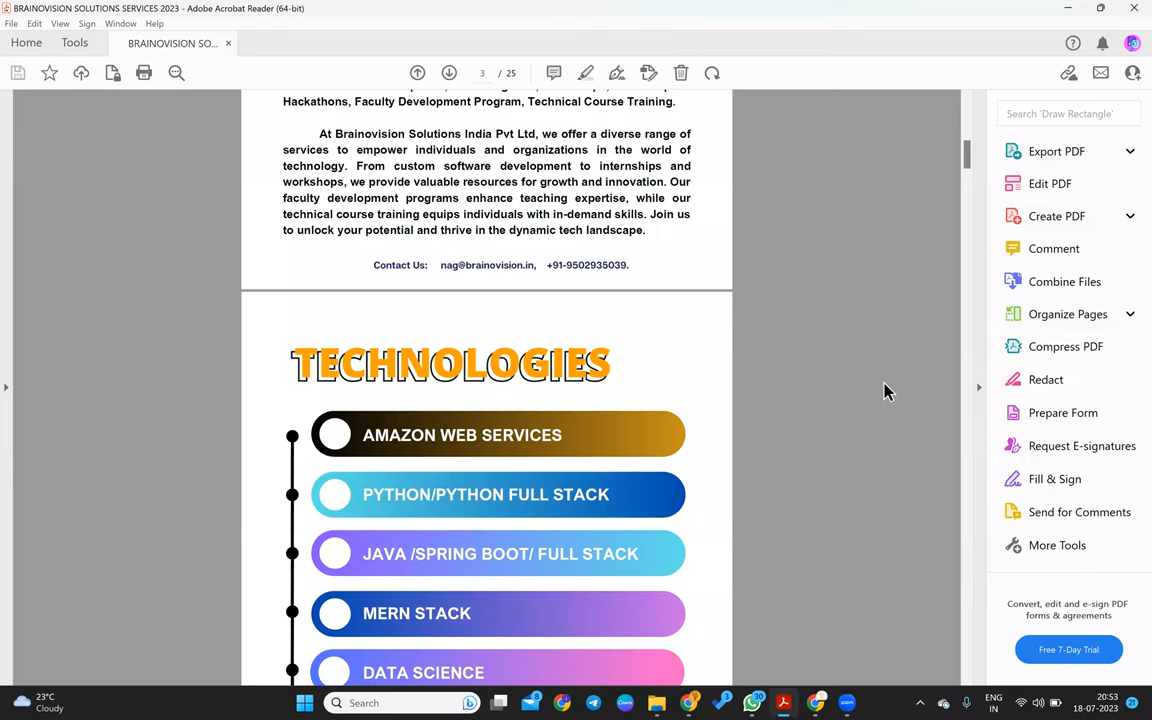 BRAINOVISION SOLUTIONS SERVICES 2023 - Adobe Acrobat Reader (64-bit)
File Edit View Sign Window Help
Home Tools BRAINOVISION SO... ×
3 / 25
Hackathons, Faculty Development Program, Technical Course Training.
At Brainovision Solutions India Pvt Ltd, we offer a diverse range of
services to empower individuals and organizations in the world of
technology. From custom software development to internships and
workshops, we provide valuable resources for growth and innovation. Our
faculty development programs enhance teaching expertise, while our
technical course training equips individuals with in-demand skills. Join us
to unlock your potential and thrive in the dynamic tech landscape.
Contact Us: nag@brainovision.in, +91-9502935039.
TECHNOLOGIES
AMAZON WEB SERVICES
PYTHON/PYTHON FULL STACK
JAVA /SPRING BOOT/ FULL STACK
MERN STACK
DATA SCIENCE
Search 'Draw Rectangle'
Export PDF
Edit PDF
Create PDF
Comment
Combine Files
Organize Pages
Compress PDF
Redact
Prepare Form
Request E-signatures
Fill & Sign
Send for Comments
More Tools
Convert, edit and e-sign PDF
forms & agreements
Free 7-Day Trial
23°C
Cloudy
Search
8
3
30
ENG
IN
20:53
18-07-2023
21